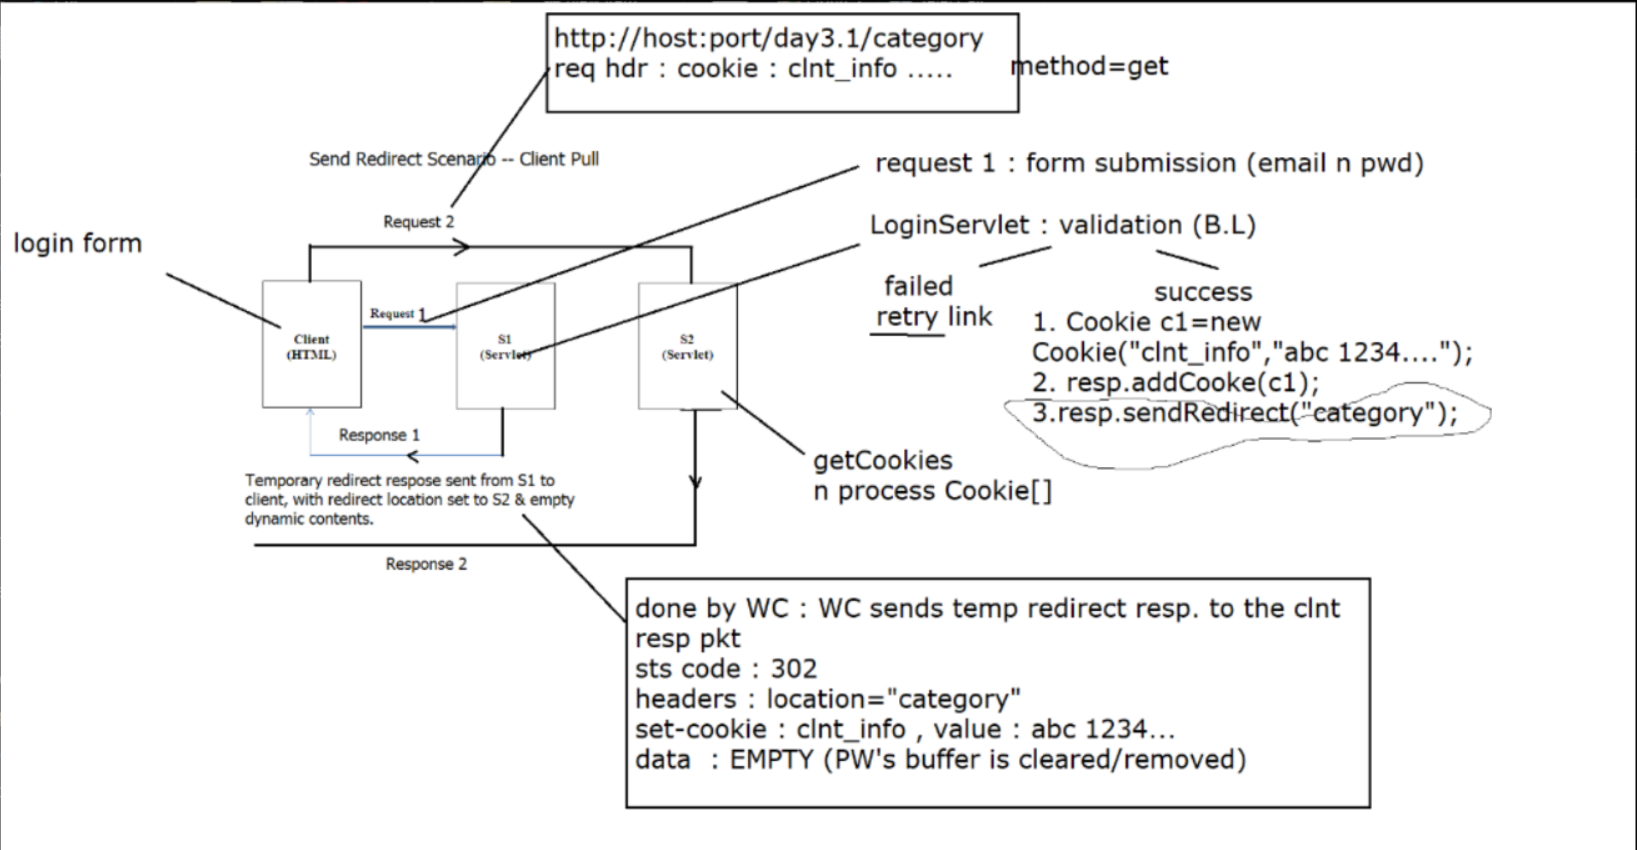 http://host:port/day3.1/category
req hdr : cookie : clnt_info .....
method=get
Send Redirect Scenario -- Client Pull
request 1 : form submission (email n pwd)
Request 2
LoginServlet : validation (B.L)
login form
failed
retry link
success
1. Cookie c1=new
Cookie("clnt_info","abc 1234....");
2. resp.addCooke(c1);
3.resp.sendRedirect("category");
Request 1
Client
(HTML)
S1
(Servlet)
S2
(Servlet)
Response 1
getCookies
n process Cookie[]
Temporary redirect respose sent from S1 to
client, with redirect location set to S2 & empty
dynamic contents.
Response 2
done by WC : WC sends temp redirect resp. to the clnt
resp pkt
sts code : 302
headers : location="category"
set-cookie : clnt_info , value : abc 1234...
data : EMPTY (PW's buffer is cleared/removed)